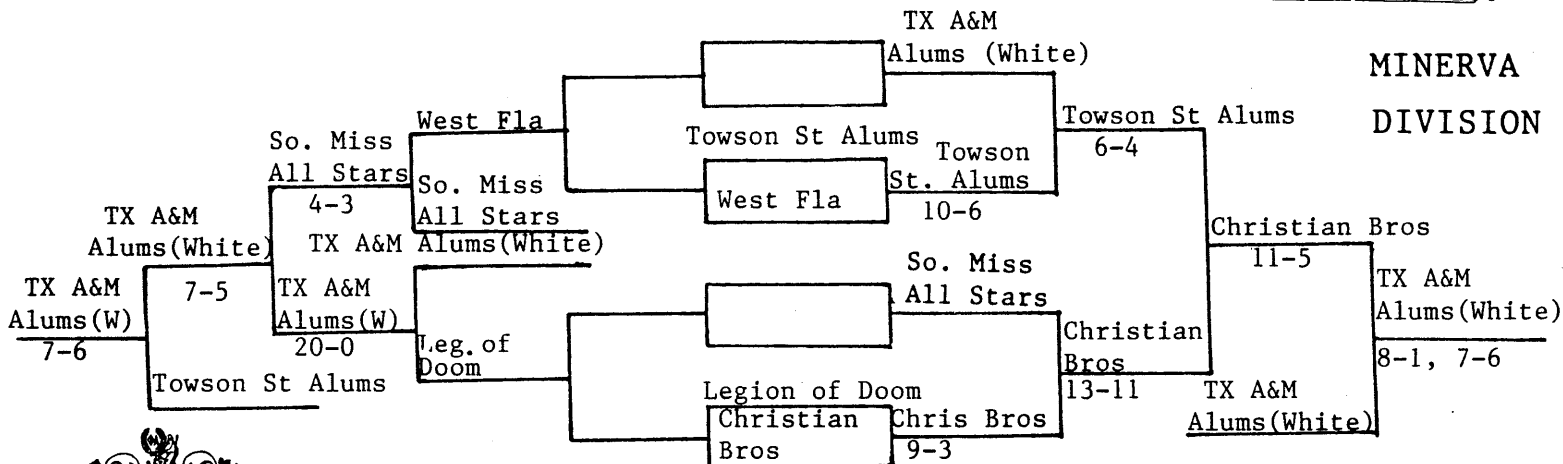 TX A&M
Alums (White)
MINERVA
DIVISION
West Fla
Towson St Alums
6-4
So. Miss
All Stars
4-3
Towson St Alums
West Fla
Towson
St. Alums
10-6
So. Miss
All Stars
TX A&M
Alums(White)
7-5
TX A&M Alums(White)
Christian Bros
11-5
TX A&M
Alums(W)
7-6
TX A&M
Alums(W)
20-0
So. Miss
All Stars
TX A&M
Alums(White)
8-1, 7-6
Leg. of
Doom
Christian
Bros
13-11
Towson St Alums
Legion of Doom
Christian
Bros
Chris Bros
9-3
TX A&M
Alums(White)